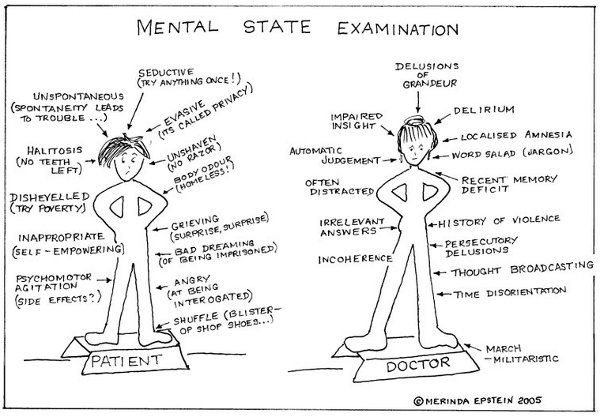 MENTAL STATE EXAMINATION
SEDUCTIVE
(TRY ANYTHING ONCE!)
UNSPONTANEOUS
(SPONTANEITY LEADS
TO TROUBLE...)
EVASIVE
(ITS CALLED PRIVACY)
HALITOSIS
(NO TEETH
LEFT)
UNSHAVEN
(NO RAZOR)
BODY ODOUR
(HOMELESS!)
DISHEYELLED
(TRY POVERTY)
GRIEVING
(SURPRISE, SURPRISE)
INAPPROPRIATE
(SELF-EMPOWERING)
BAD DREAMING
(OF BEING IMPRISONED)
PSYCHOMOTOR
AGITATION
(SIDE EFFECTS?)
ANGRY
(AT BEING
INTEROGATED)
SHUFFLE (BLISTER-
OP SHOP SHOES...)
PATIENT
DELUSIONS
OF
GRANDEUR
IMPAIRED
INSIGHT
DELIRIUM
LOCALISED AMNESIA
AUTOMATIC
JUDGEMENT
WORD SALAD (JARGON)
OFTEN
DISTRACTED
RECENT MEMORY
DEFICIT
IRRELEVANT
ANSWERS
HISTORY OF VIOLENCE
PERSECUTORY
DELUSIONS
INCOHERENCE
THOUGHT BROADCASTING
TIME DISORIENTATION
MARCH
-MILITARISTIC
DOCTOR
©MERINDA EPSTEIN 2005